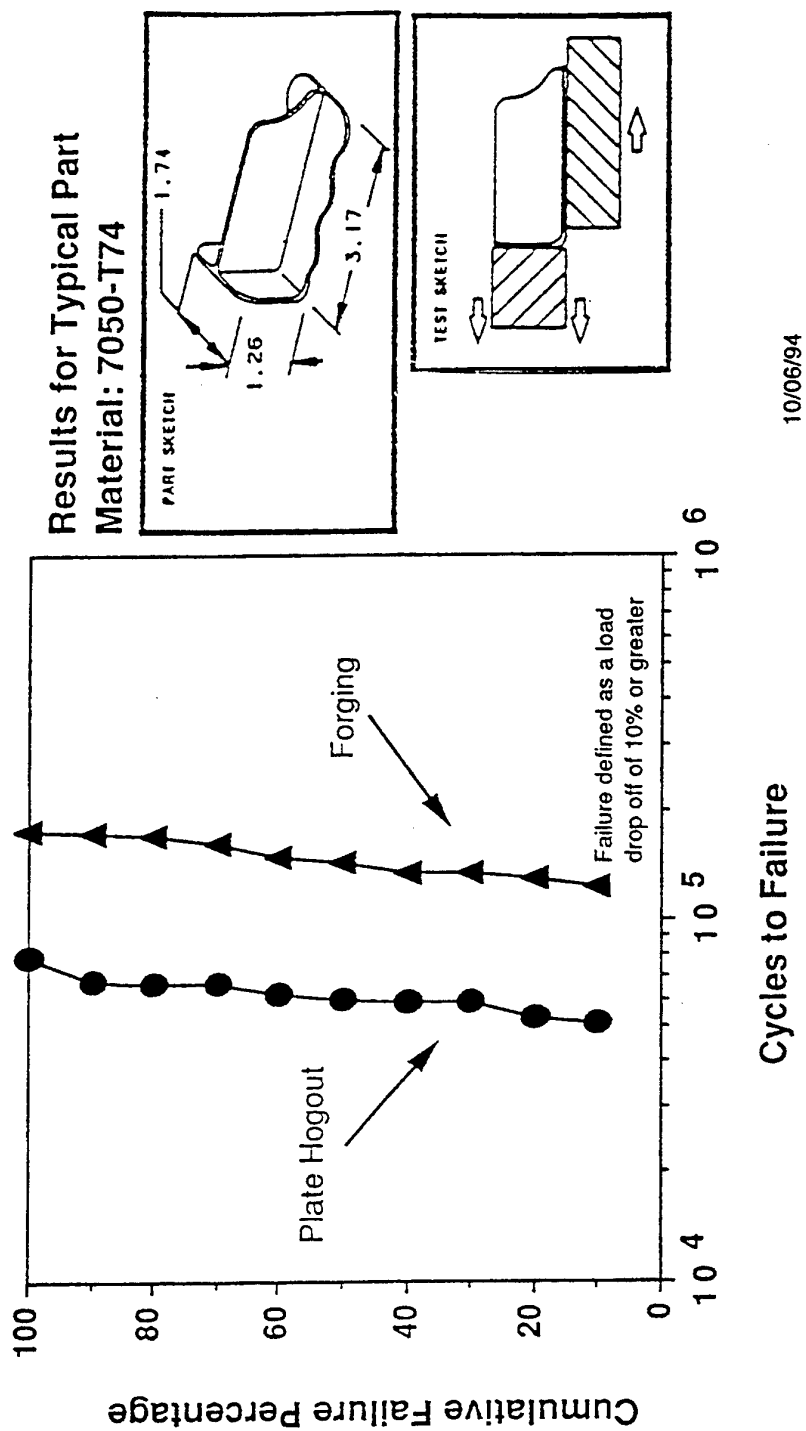 Results for Typical Part
Material: 7050-T74
PART SKETCH
1.74
1.26
3.17
TEST SKETCH
Cumulative Failure Percentage
100
80
60
40
20
0
Plate Hogout
Forging
Failure defined as a load
drop off of 10% or greater
10 4
10 5
10 6
Cycles to Failure
10/06/94